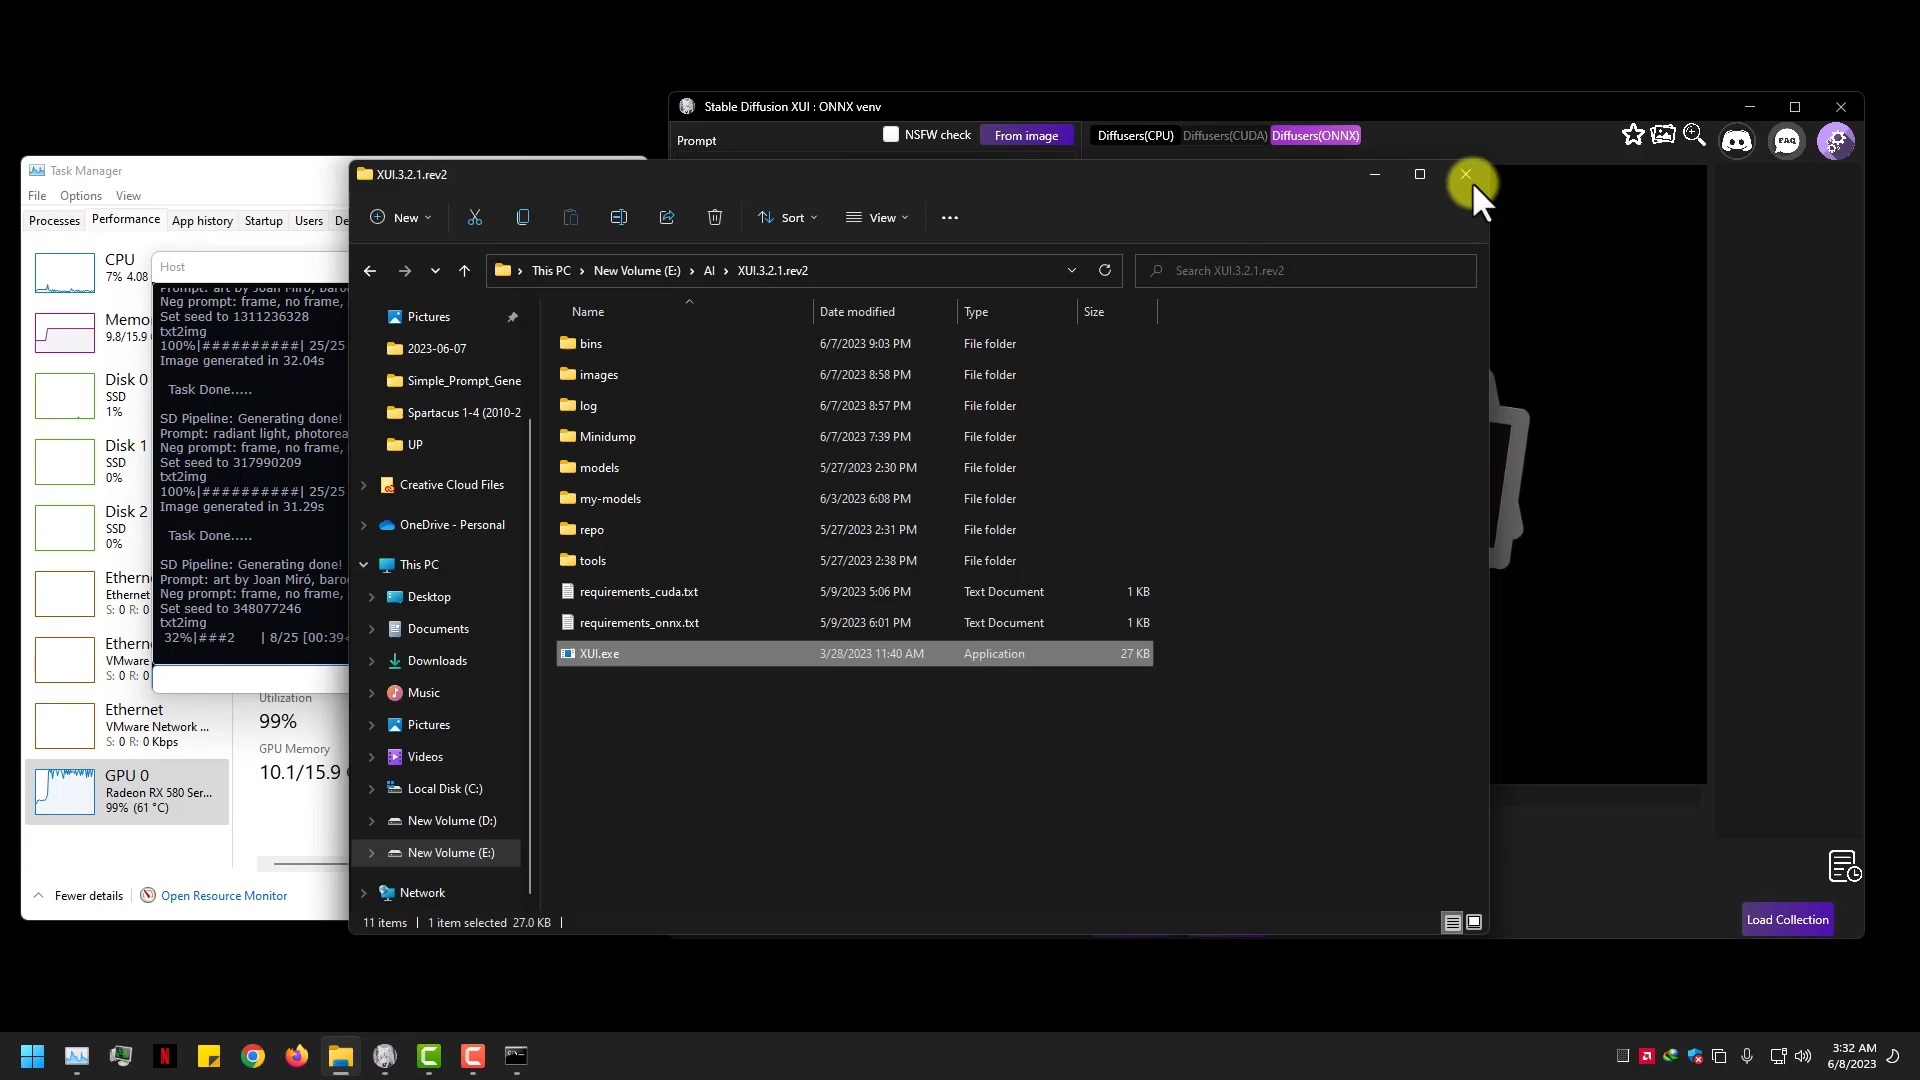 Stable Diffusion XUI : ONNX venv
Prompt
NSFW check
From image
Diffusers(CPU)
Diffusers(CUDA)
Diffusers(ONNX)
FAQ
Load Collection
Task Manager
File Options View
Processes Performance App history Startup Users De
CPU
7% 4.08
Memo
9.8/15.9
Disk 0
SSD
1%
Disk 1
SSD
0%
Disk 2
SSD
0%
Ethern
Ethernet
S: 0 R: 0
Ethern
VMware
S: 0 R: 0
Ethernet
VMware Network ...
S: 0 R: 0 Kbps
GPU 0
Radeon RX 580 Ser...
99% (61 °C)
Utilization
99%
GPU Memory
10.1/15.9
Fewer details
Open Resource Monitor
Host
Prompt: art by Joan Miró, baro
Neg prompt: frame, no frame,
Set seed to 1311236328
txt2img
100%|##########| 25/25
Image generated in 32.04s
Task Done.....
SD Pipeline: Generating done!
Prompt: radiant light, photorea
Neg prompt: frame, no frame,
Set seed to 317990209
txt2img
100%|##########| 25/25
Image generated in 31.29s
Task Done.....
SD Pipeline: Generating done!
Prompt: art by Joan Miró, baro
Neg prompt: frame, no frame,
Set seed to 348077246
txt2img
32%|###2 | 8/25 [00:39<
XUI.3.2.1.rev2
New Sort View
This PC > New Volume (E:) > AI > XUI.3.2.1.rev2
Search XUI.3.2.1.rev2
Pictures
2023-06-07
Simple_Prompt_Gene
Spartacus 1-4 (2010-2
UP
Creative Cloud Files
OneDrive - Personal
This PC
Desktop
Documents
Downloads
Music
Pictures
Videos
Local Disk (C:)
New Volume (D:)
New Volume (E:)
Network
Name Date modified Type Size
bins 6/7/2023 9:03 PM File folder
images 6/7/2023 8:58 PM File folder
log 6/7/2023 8:57 PM File folder
Minidump 6/7/2023 7:39 PM File folder
models 5/27/2023 2:30 PM File folder
my-models 6/3/2023 6:08 PM File folder
repo 5/27/2023 2:31 PM File folder
tools 5/27/2023 2:38 PM File folder
requirements_cuda.txt 5/9/2023 5:06 PM Text Document 1 KB
requirements_onnx.txt 5/9/2023 6:01 PM Text Document 1 KB
XUI.exe 3/28/2023 11:40 AM Application 27 KB
11 items 1 item selected 27.0 KB
3:32 AM
6/8/2023